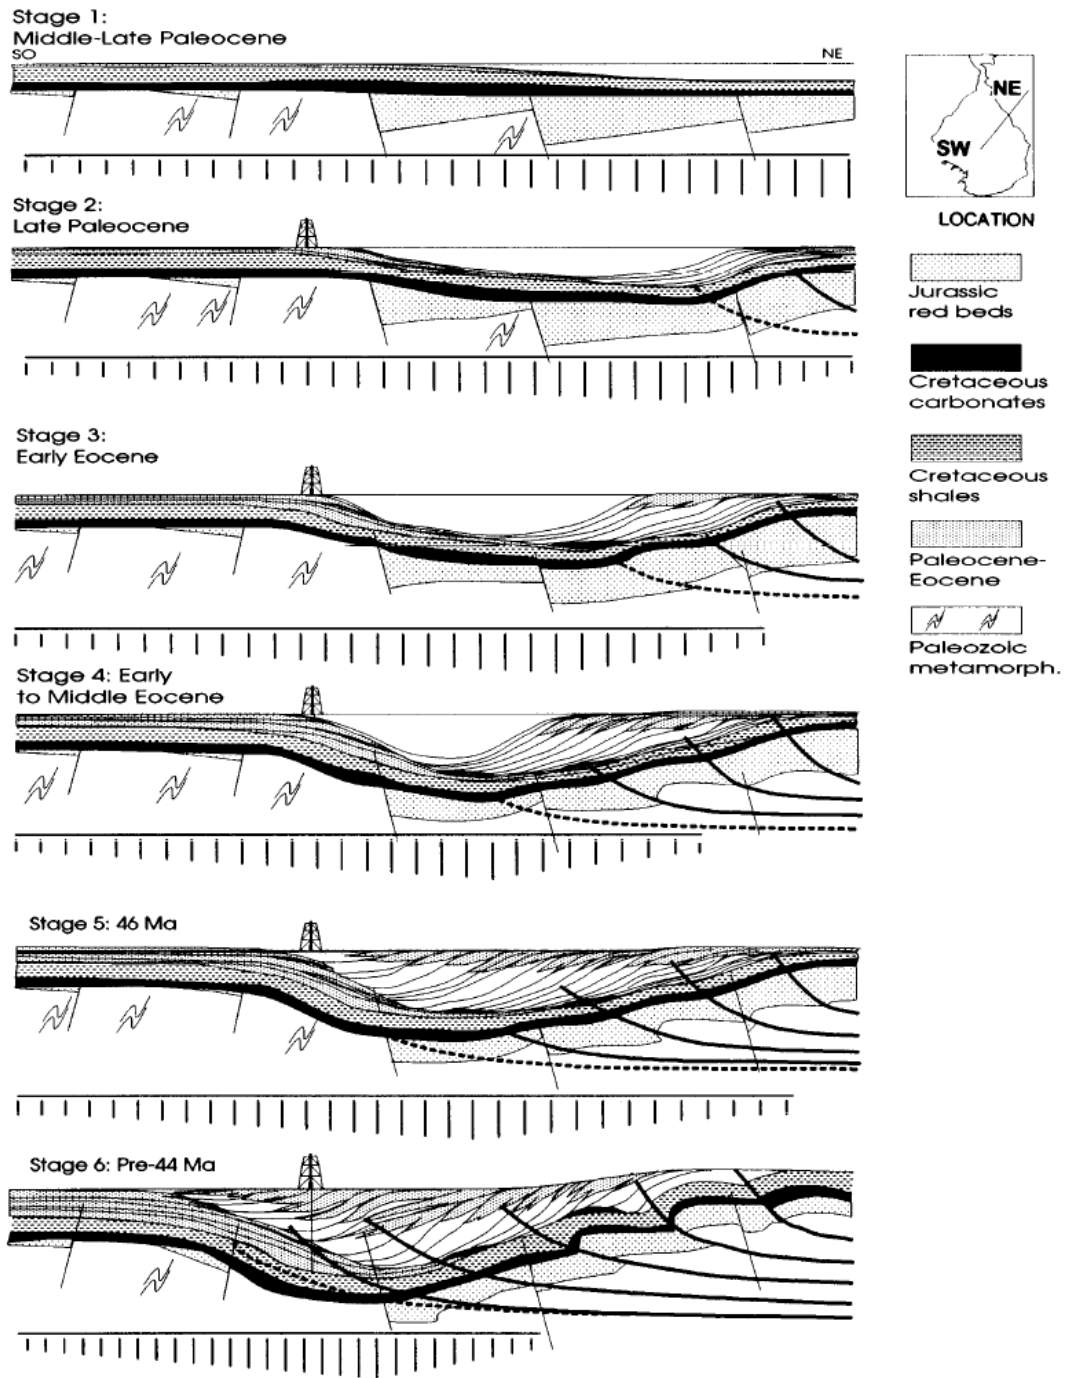 Stage 1:
Middle-Late Paleocene
SO
NE
NE
SW
LOCATION
Stage 2:
Late Paleocene
Jurassic
red beds
Cretaceous
carbonates
Stage 3:
Early Eocene
Cretaceous
shales
Paleocene-
Eocene
Paleozoic
metamorph.
Stage 4: Early
to Middle Eocene
Stage 5: 46 Ma
Stage 6: Pre-44 Ma